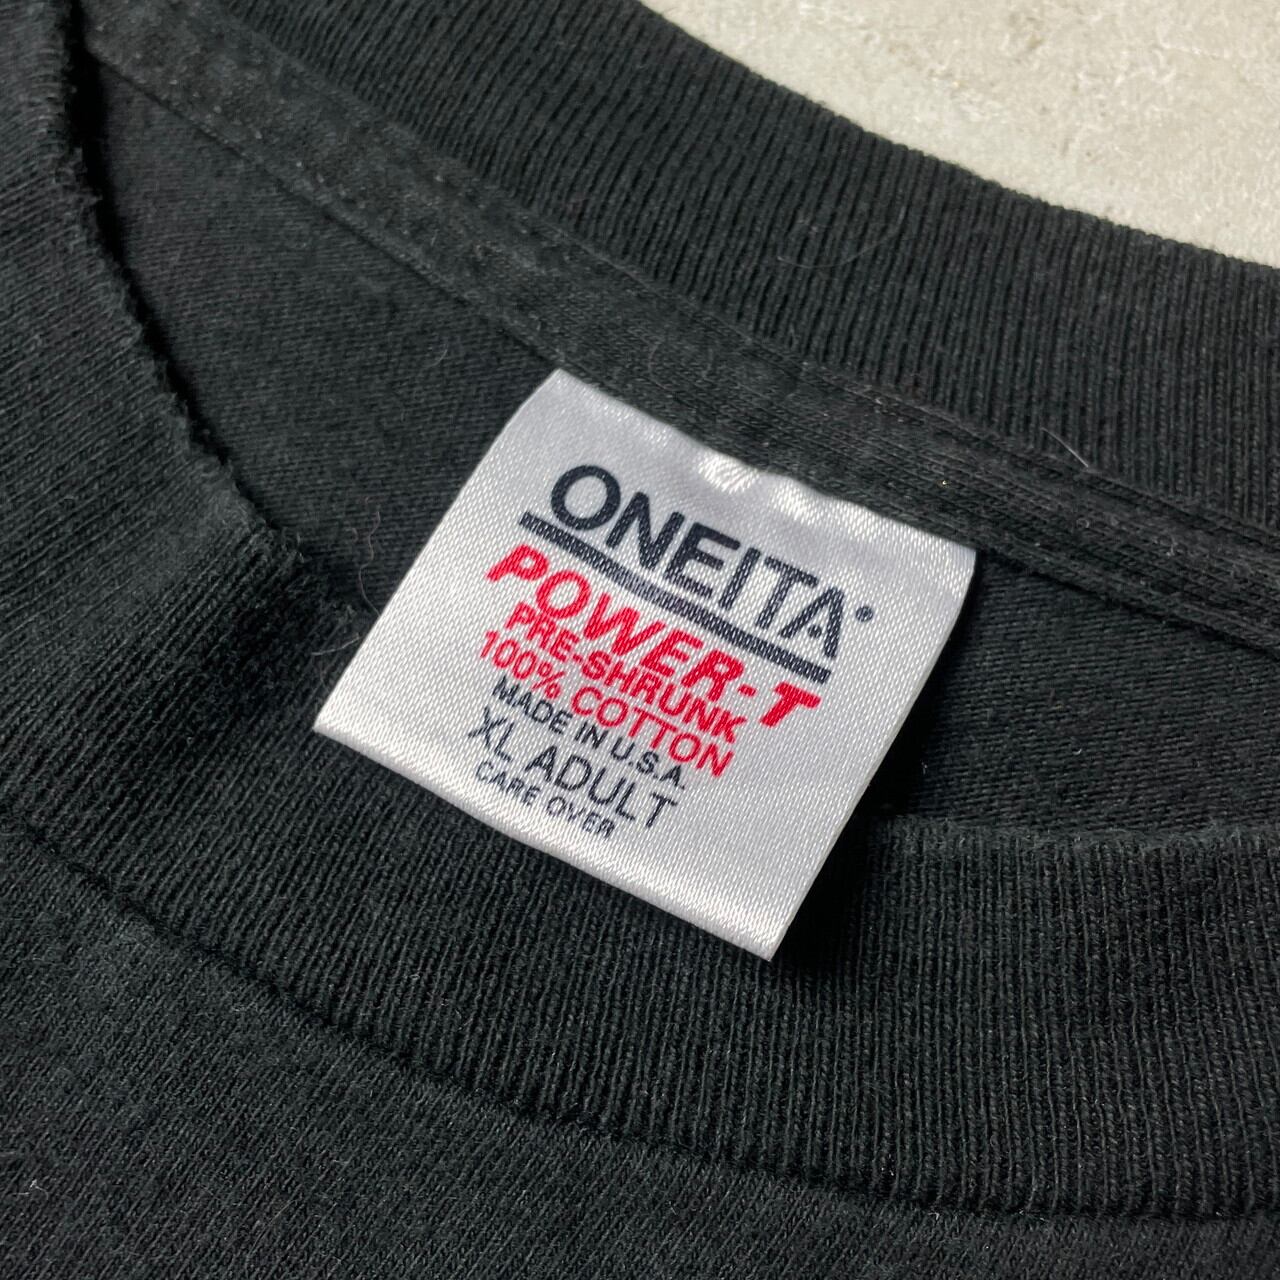 ONEITA®
POWER-T
PRE-SHRUNK
100% COTTON
MADE IN U.S.A.
XL ADULT
CARE OVER